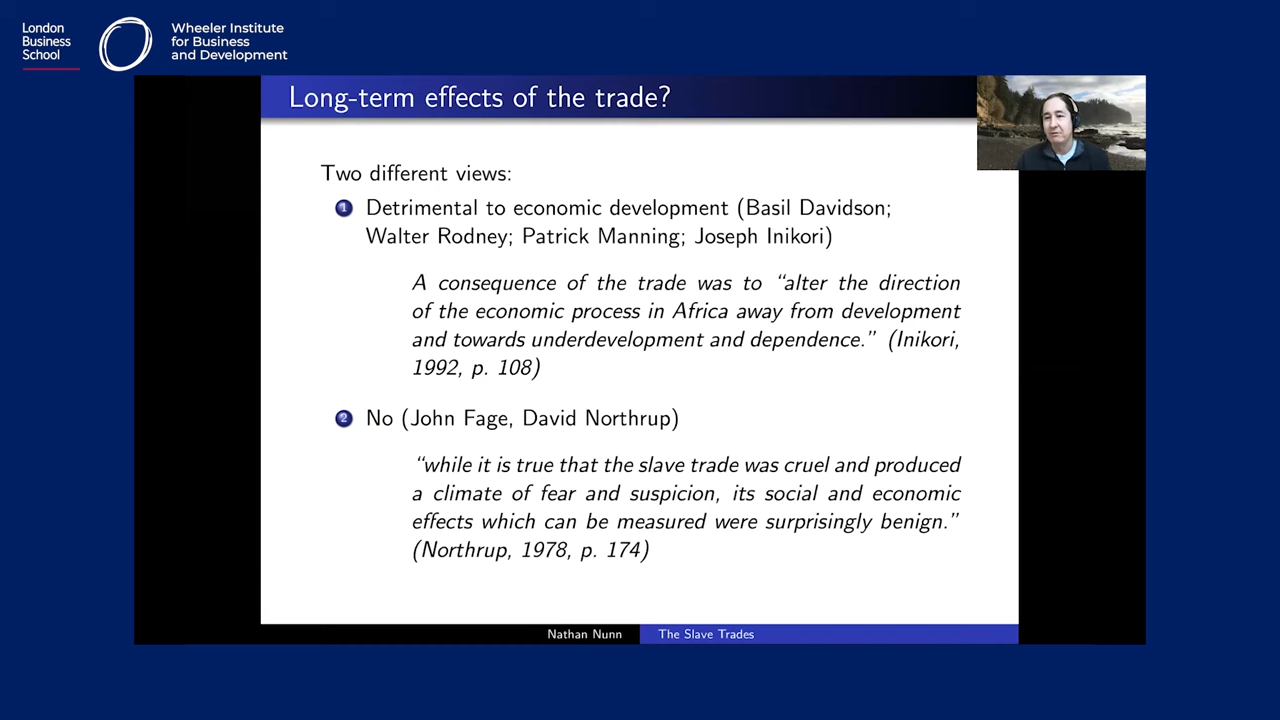 London
Business
School
Wheeler Institute
for Business
and Development
Long-term effects of the trade?
Two different views:
1 Detrimental to economic development (Basil Davidson;
Walter Rodney; Patrick Manning; Joseph Inikori)
A consequence of the trade was to “alter the direction
of the economic process in Africa away from development
and towards underdevelopment and dependence.” (Inikori,
1992, p. 108)
2 No (John Fage, David Northrup)
“while it is true that the slave trade was cruel and produced
a climate of fear and suspicion, its social and economic
effects which can be measured were surprisingly benign.”
(Northrup, 1978, p. 174)
Nathan Nunn The Slave Trades